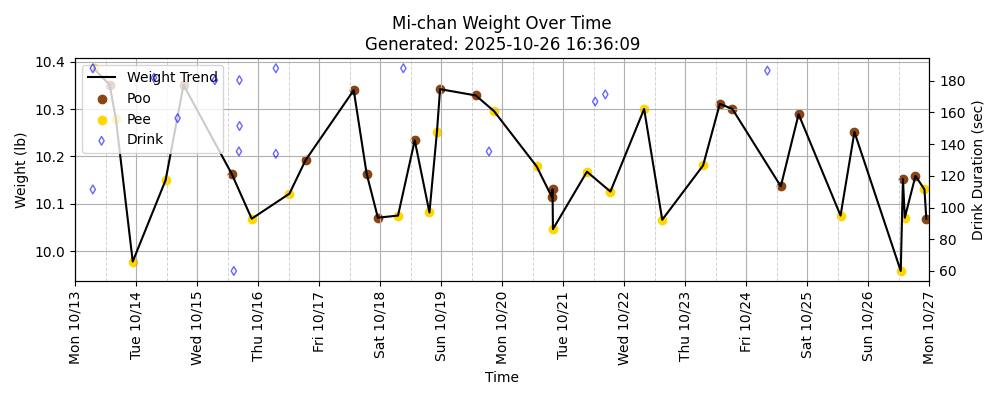 Mi-chan Weight Over Time
Generated: 2025-10-26 16:36:09
Weight (lb)
10.4
10.3
10.2
10.1
10.0
Weight Trend
Poo
Pee
Drink
180
160
140
120
100
80
60
Drink Duration (sec)
Mon 10/13
Tue 10/14
Wed 10/15
Thu 10/16
Fri 10/17
Sat 10/18
Sun 10/19
Mon 10/20
Tue 10/21
Wed 10/22
Thu 10/23
Fri 10/24
Sat 10/25
Sun 10/26
Mon 10/27
Time